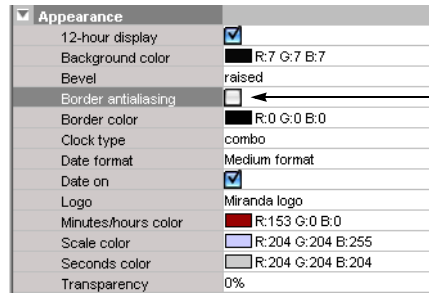 Appearance
12-hour display
Background color R:7 G:7 B:7
Bevel raised
Border antialiasing
Border color R:0 G:0 B:0
Clock type combo
Date format Medium format
Date on
Logo Miranda logo
Minutes/hours color R:153 G:0 B:0
Scale color R:204 G:204 B:255
Seconds color R:204 G:204 B:204
Transparency 0%